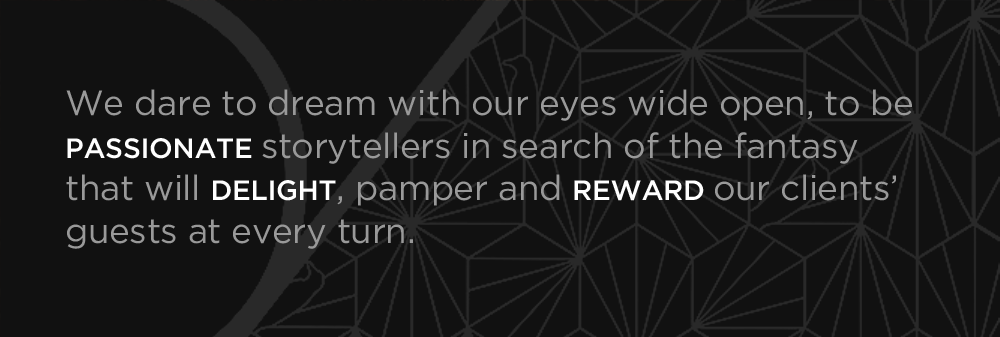 We dare to dream with our eyes wide open, to be
PASSIONATE storytellers in search of the fantasy
that will DELIGHT, pamper and REWARD our clients’
guests at every turn.